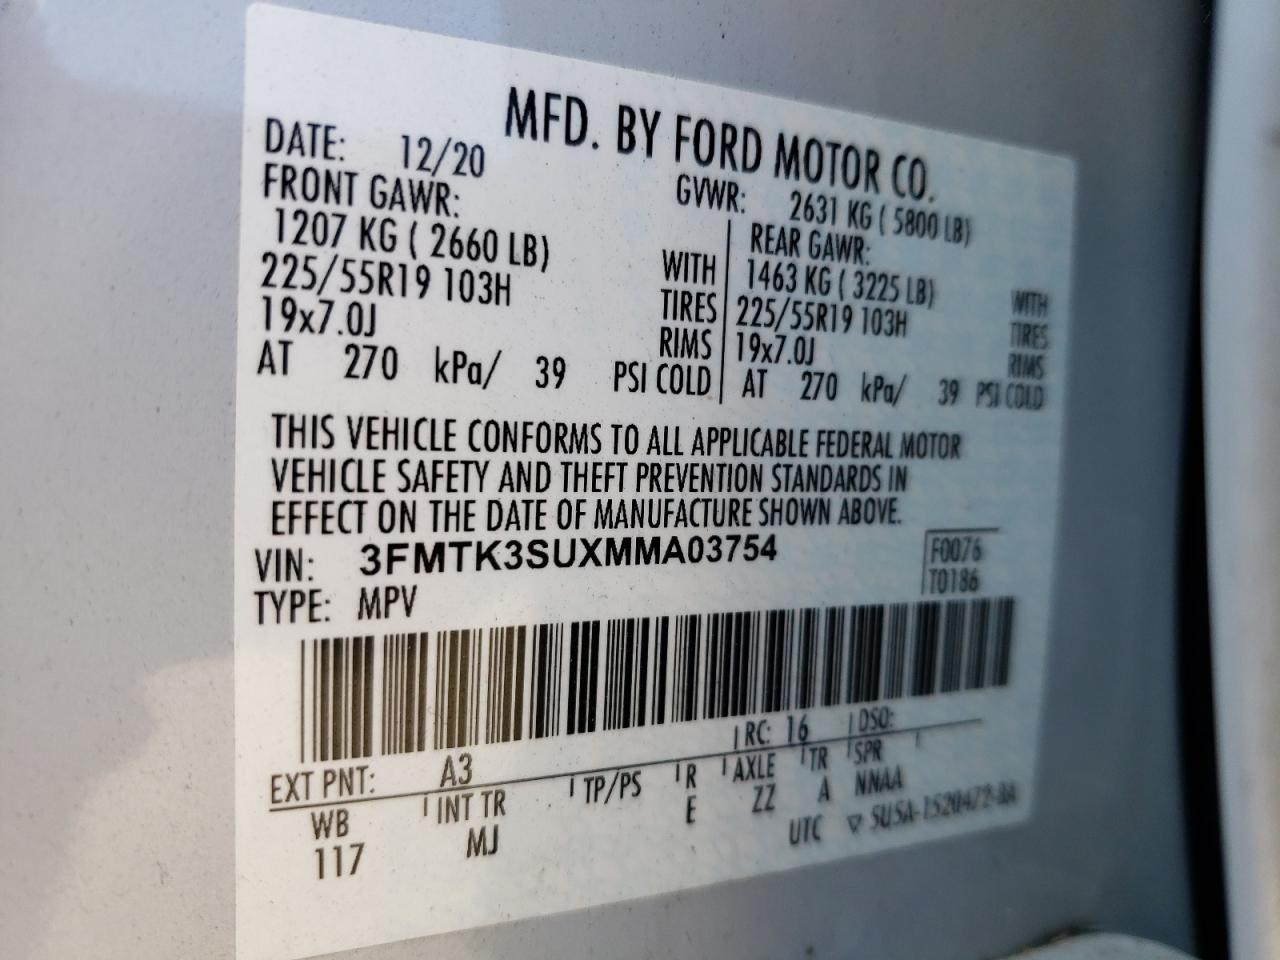 MFD. BY FORD MOTOR CO.
DATE: 12/20
GVWR: 2631 KG ( 5800 LB)
FRONT GAWR:
1207 KG ( 2660 LB) WITH
225/55R19 103H TIRES
19x7.0J RIMS
AT 270 kPa/ 39 PSI COLD
REAR GAWR:
1463 KG ( 3225 LB) WITH
225/55R19 103H TIRES
19x7.0J RIMS
AT 270 kPa/ 39 PSI COLD
THIS VEHICLE CONFORMS TO ALL APPLICABLE FEDERAL MOTOR
VEHICLE SAFETY AND THEFT PREVENTION STANDARDS IN
EFFECT ON THE DATE OF MANUFACTURE SHOWN ABOVE.
VIN: 3FMTK3SUXMMA03754
F0076
T0186
TYPE: MPV
EXT PNT: A3 RC: 16 DSO:
WB INT TR TP/PS R AXLE TR SPR
117 MJ E ZZ A NNAA
UTC ▽ SU5A-1520472-BA